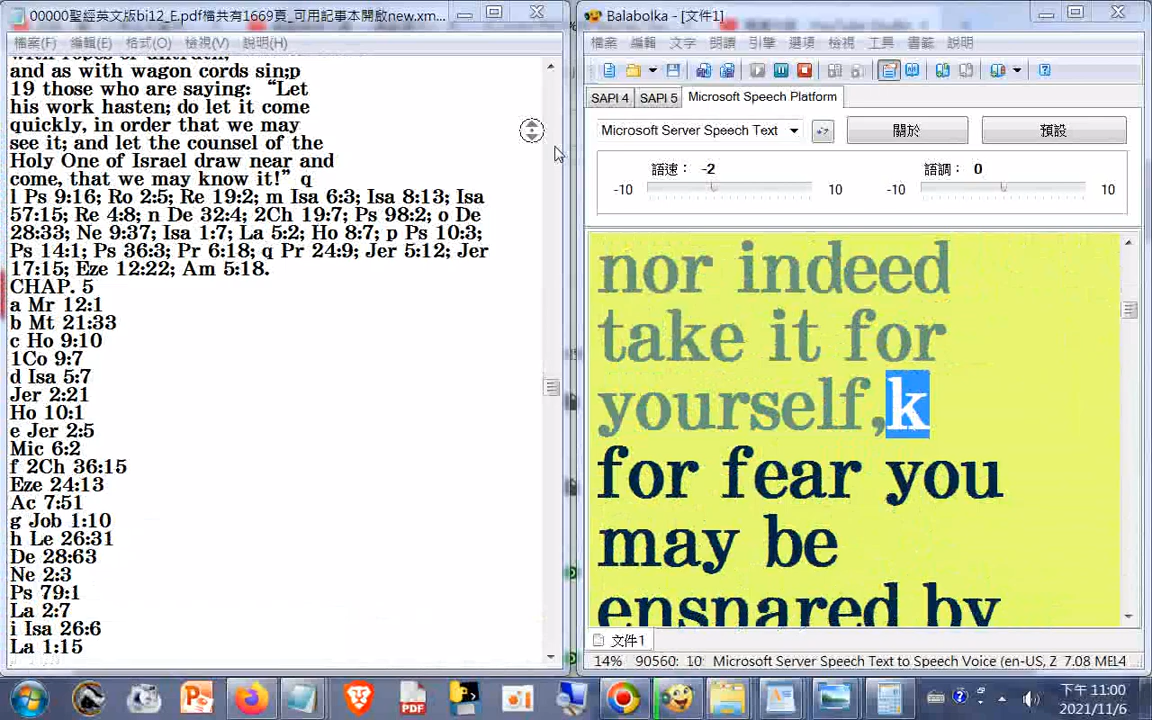 00000聖經英文版bi12_E.pdf檔共有1669頁_可用記事本開啟new.xm...
檔案(F) 編輯(E) 格式(O) 檢視(V) 說明(H)
and as with wagon cords sin;p
19 those who are saying: “Let
his work hasten; do let it come
quickly, in order that we may
see it; and let the counsel of the
Holy One of Israel draw near and
come, that we may know it!” q
l Ps 9:16; Ro 2:5; Re 19:2; m Isa 6:3; Isa 8:13; Isa
57:15; Re 4:8; n De 32:4; 2Ch 19:7; Ps 98:2; o De
28:33; Ne 9:37; Isa 1:7; La 5:2; Ho 8:7; p Ps 10:3;
Ps 14:1; Ps 36:3; Pr 6:18; q Pr 24:9; Jer 5:12; Jer
17:15; Eze 12:22; Am 5:18.
CHAP. 5
a Mr 12:1
b Mt 21:33
c Ho 9:10
1Co 9:7
d Isa 5:7
Jer 2:21
Ho 10:1
e Jer 2:5
Mic 6:2
f 2Ch 36:15
Eze 24:13
Ac 7:51
g Job 1:10
h Le 26:31
De 28:63
Ne 2:3
Ps 79:1
La 2:7
i Isa 26:6
La 1:15
Balabolka - [文件1]
檔案 編輯 文字 朗讀 引擎 選項 檢視 工具 書籤 說明
SAPI 4 SAPI 5 Microsoft Speech Platform
Microsoft Server Speech Text 關於 預設
語速： -2 語調： 0
-10 10 -10 10
nor indeed
take it for
yourself,k
for fear you
may be
ensnared by
文件1
14% 90560: 10 Microsoft Server Speech Text to Speech Voice (en-US, Z 7.08 ME14
下午 11:00
2021/11/6